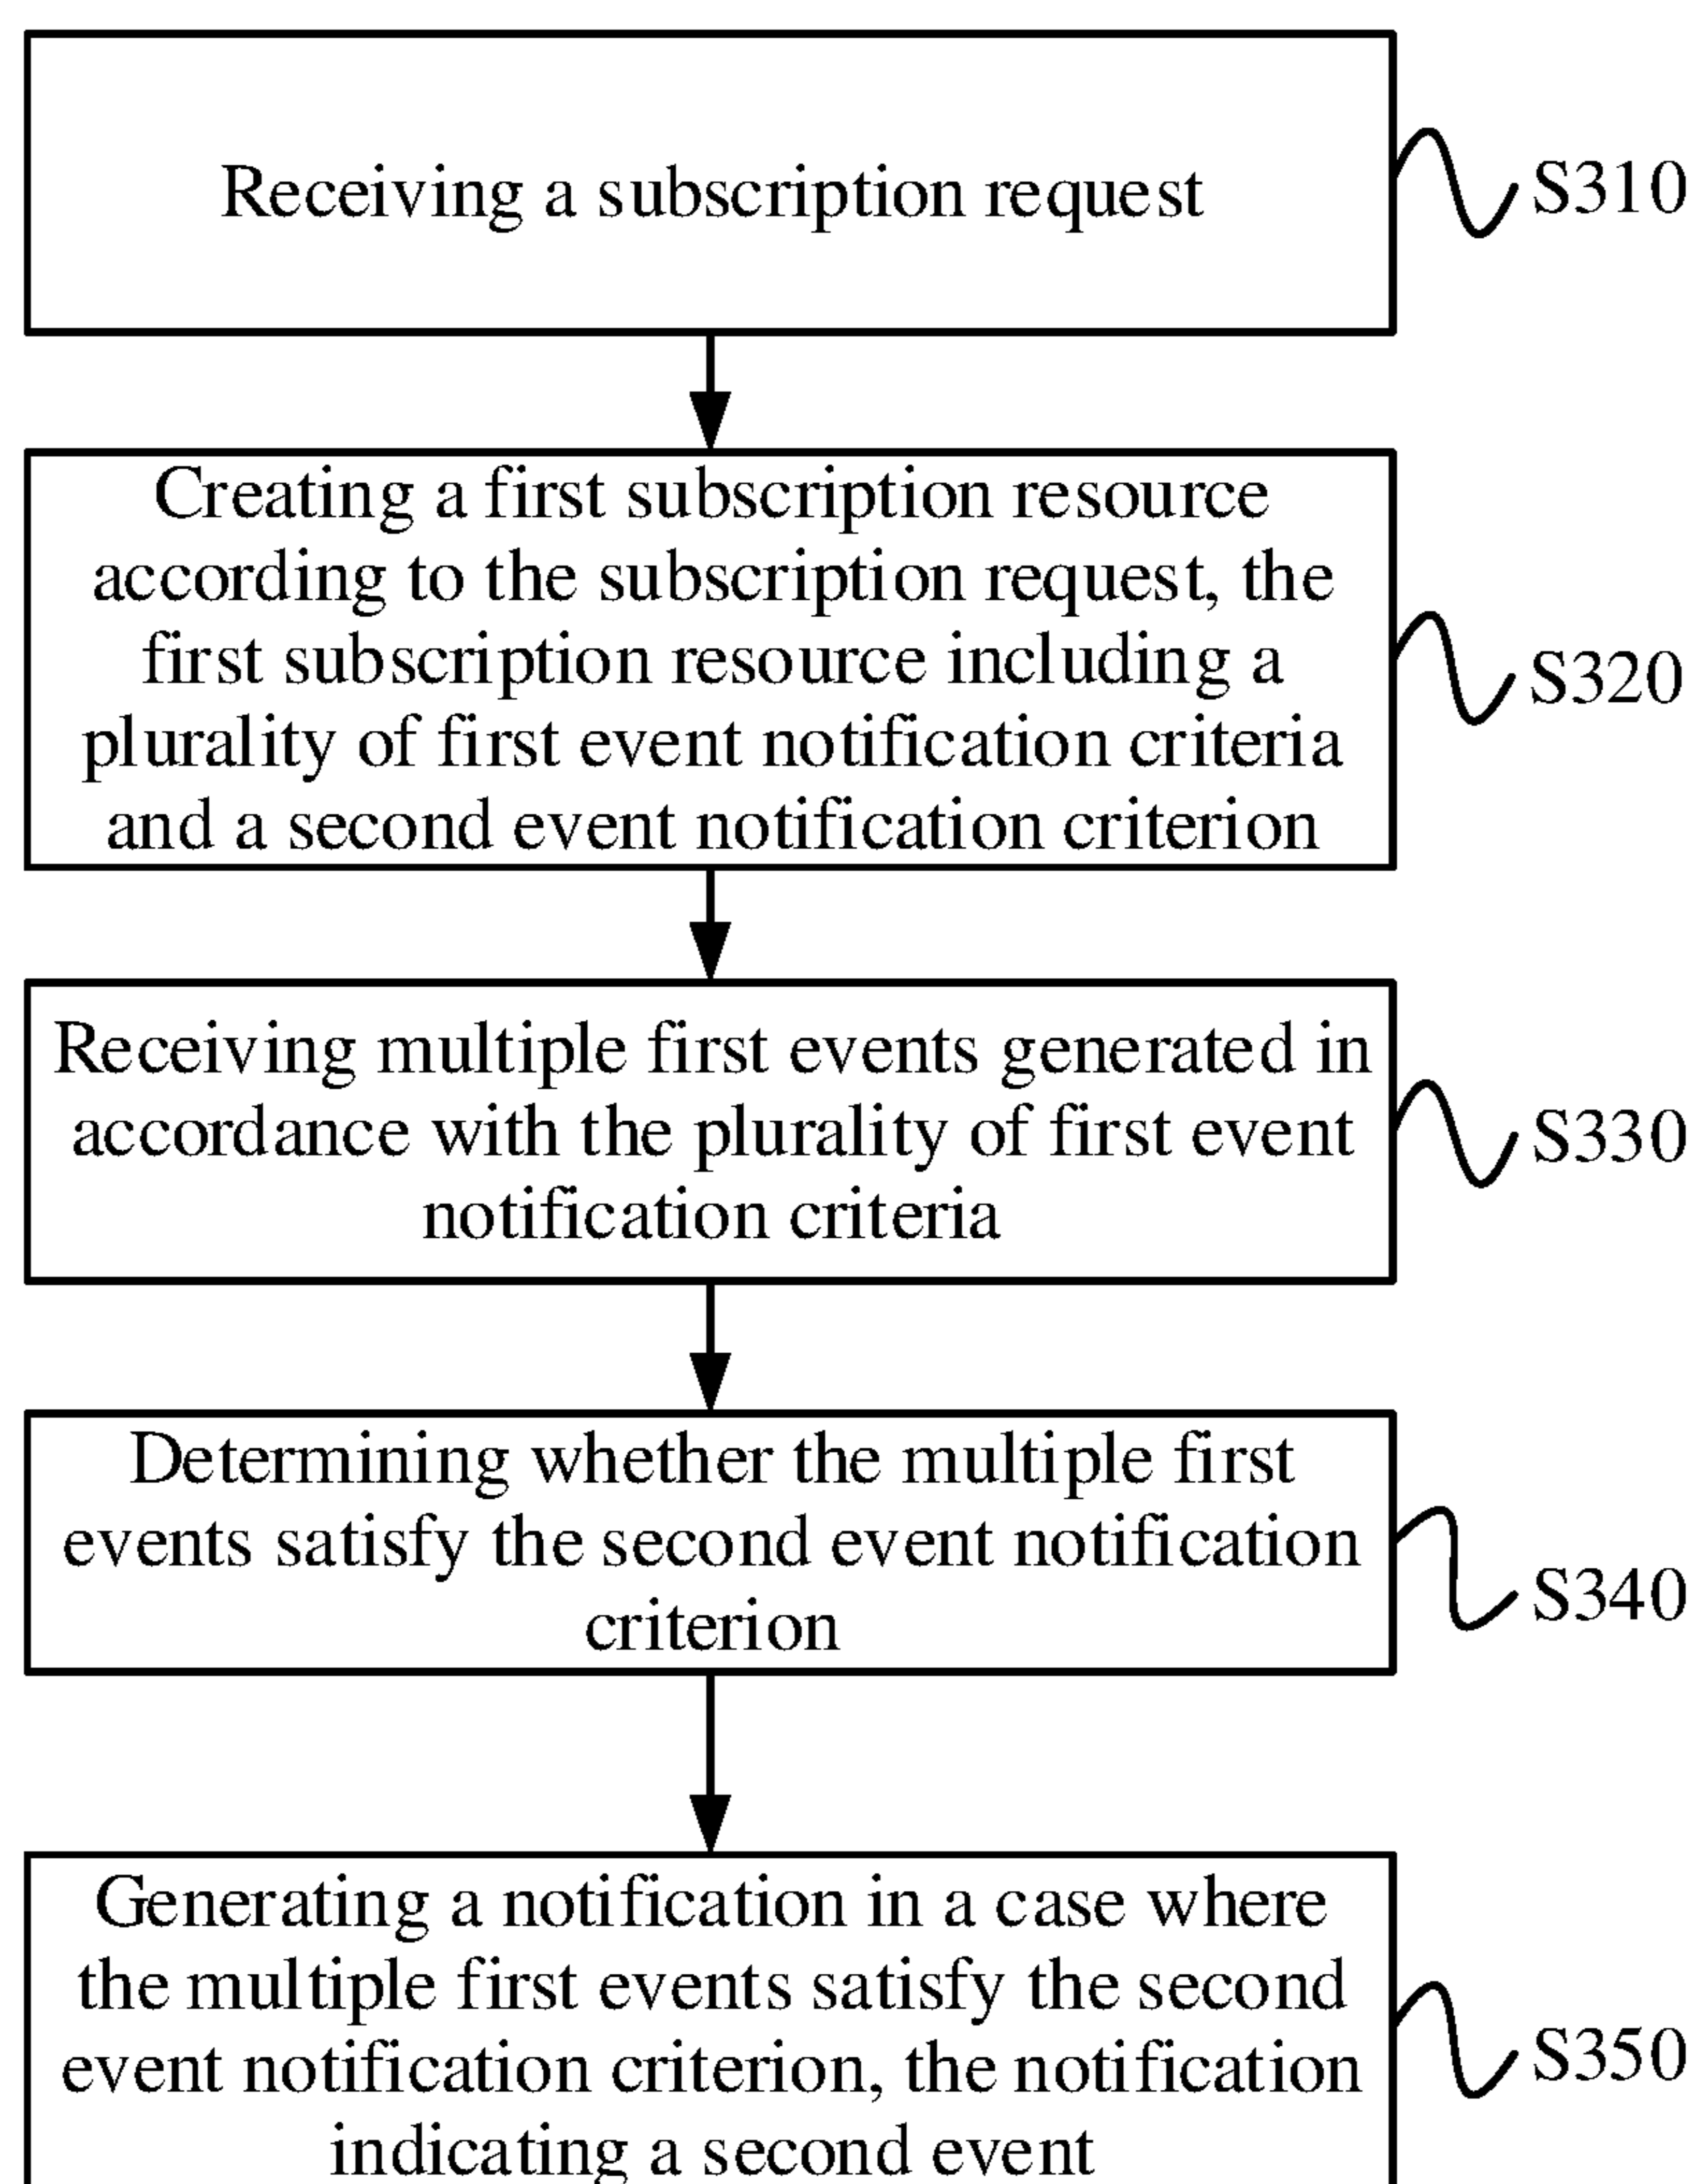 Receiving a subscription request
S310
Creating a first subscription resource
according to the subscription request, the
first subscription resource including a
plurality of first event notification criteria
and a second event notification criterion
S320
Receiving multiple first events generated in
accordance with the plurality of first event
notification criteria
S330
Determining whether the multiple first
events satisfy the second event notification
criterion
S340
Generating a notification in a case where
the multiple first events satisfy the second
event notification criterion, the notification
indicating a second event
S350